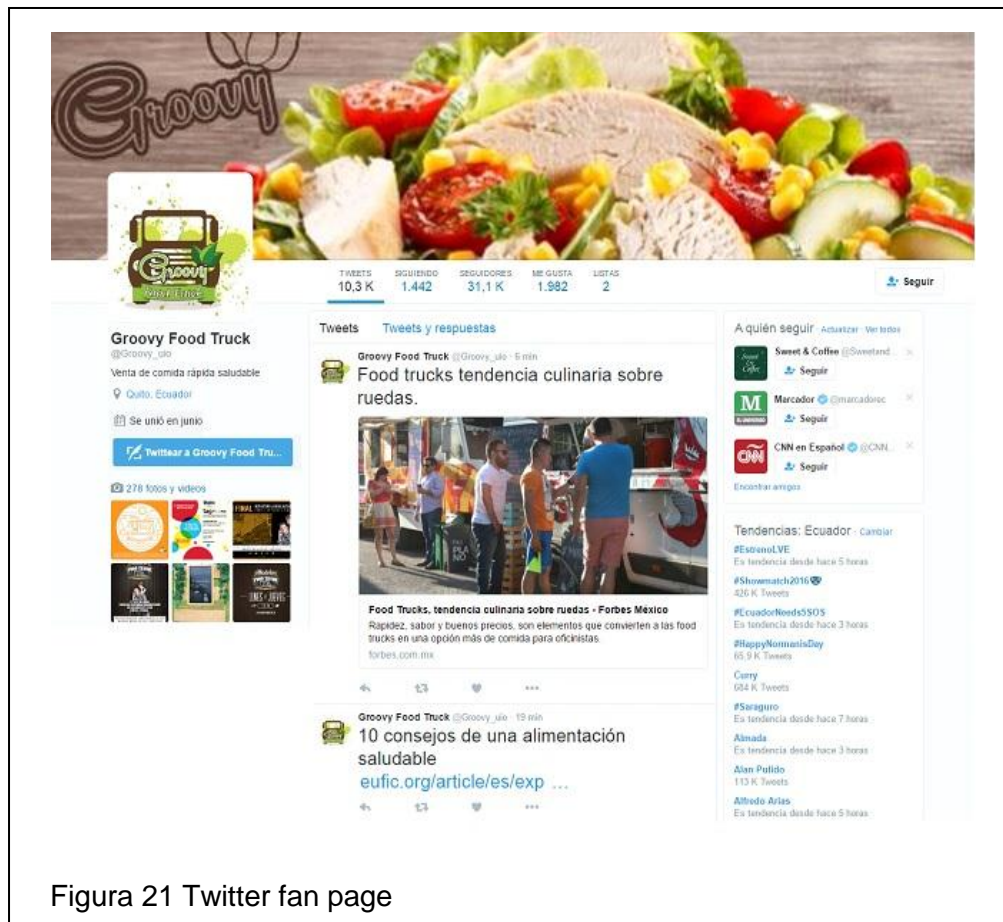 Groovy
Groovy
TWEETS SIGUIENDO SEGUIDORES ME GUSTA LISTAS
10,3 K 1.442 31,1 K 1.982 2
Seguir
Groovy Food Truck
@Groovy_uio
Venta de comida rápida saludable
Quito, Ecuador
Se unió en junio
Twittear a Groovy Food Tru...
278 fotos y videos
FINAL
Tweets Tweets y respuestas
Groovy Food Truck @Groovy_uio · 6 min
Food trucks tendencia culinaria sobre
ruedas.
Food Trucks, tendencia culinaria sobre ruedas - Forbes México
Rapidez, sabor y buenos precios, son elementos que convierten a las food
trucks en una opción más de comida para oficinistas
forbes.com.mx
Groovy Food Truck @Groovy_uio · 19 min
10 consejos de una alimentación
saludable
eufic.org/article/es/exp ...
A quién seguir · Actualizar · Ver todos
Sweet & Coffee @Sweetand...
Seguir
Marcador @marcadorec
Seguir
CNN en Español @CNN...
Seguir
Encontrar amigos
Tendencias: Ecuador · Cambiar
#EstrenoLVE
Es tendencia desde hace 5 horas
#Showmatch2016
426 K Tweets
#EcuadorNeeds5SOS
Es tendencia desde hace 3 horas
#HappyNormanisDay
65,9 K Tweets
Curry
684 K Tweets
#Saraguro
Es tendencia desde hace 7 horas
Almada
Es tendencia desde hace 3 horas
Alan Pulido
113 K Tweets
Alfredo Arias
Es tendencia desde hace 5 horas
Figura 21 Twitter fan page